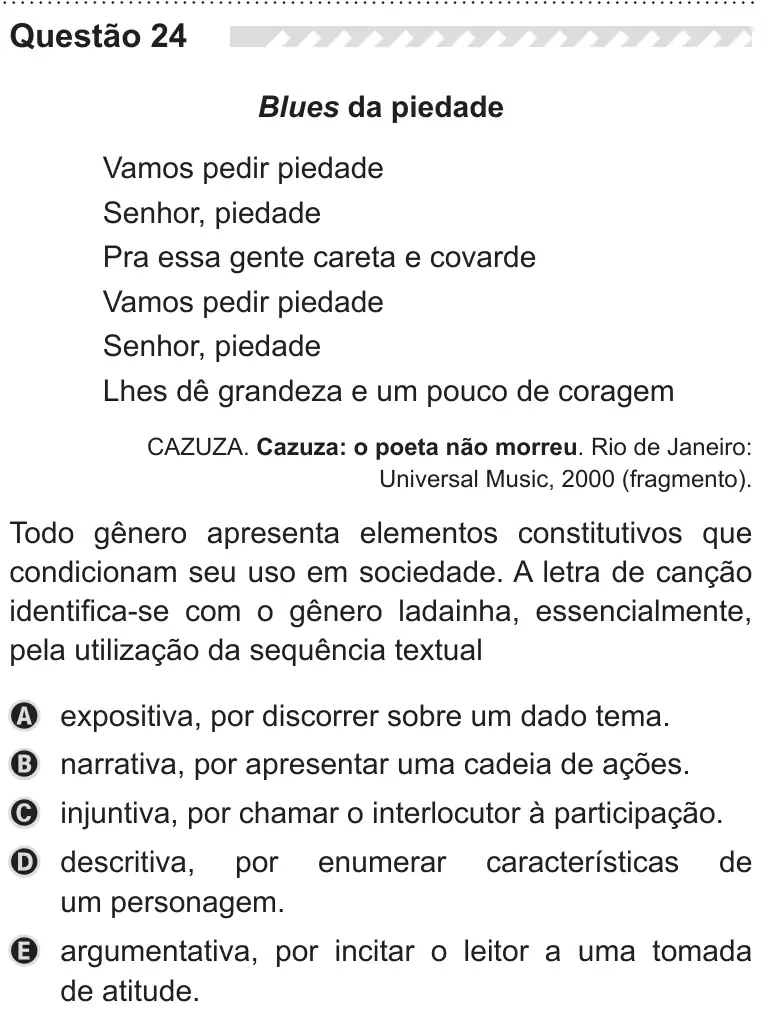 Questão 24
Blues da piedade
Vamos pedir piedade
Senhor, piedade
Pra essa gente careta e covarde
Vamos pedir piedade
Senhor, piedade
Lhes dê grandeza e um pouco de coragem
CAZUZA. Cazuza: o poeta não morreu. Rio de Janeiro:
Universal Music, 2000 (fragmento).
Todo gênero apresenta elementos constitutivos que
condicionam seu uso em sociedade. A letra de canção
identifica-se com o gênero ladainha, essencialmente,
pela utilização da sequência textual
A expositiva, por discorrer sobre um dado tema.
B narrativa, por apresentar uma cadeia de ações.
C injuntiva, por chamar o interlocutor à participação.
D descritiva, por enumerar características de
um personagem.
E argumentativa, por incitar o leitor a uma tomada
de atitude.